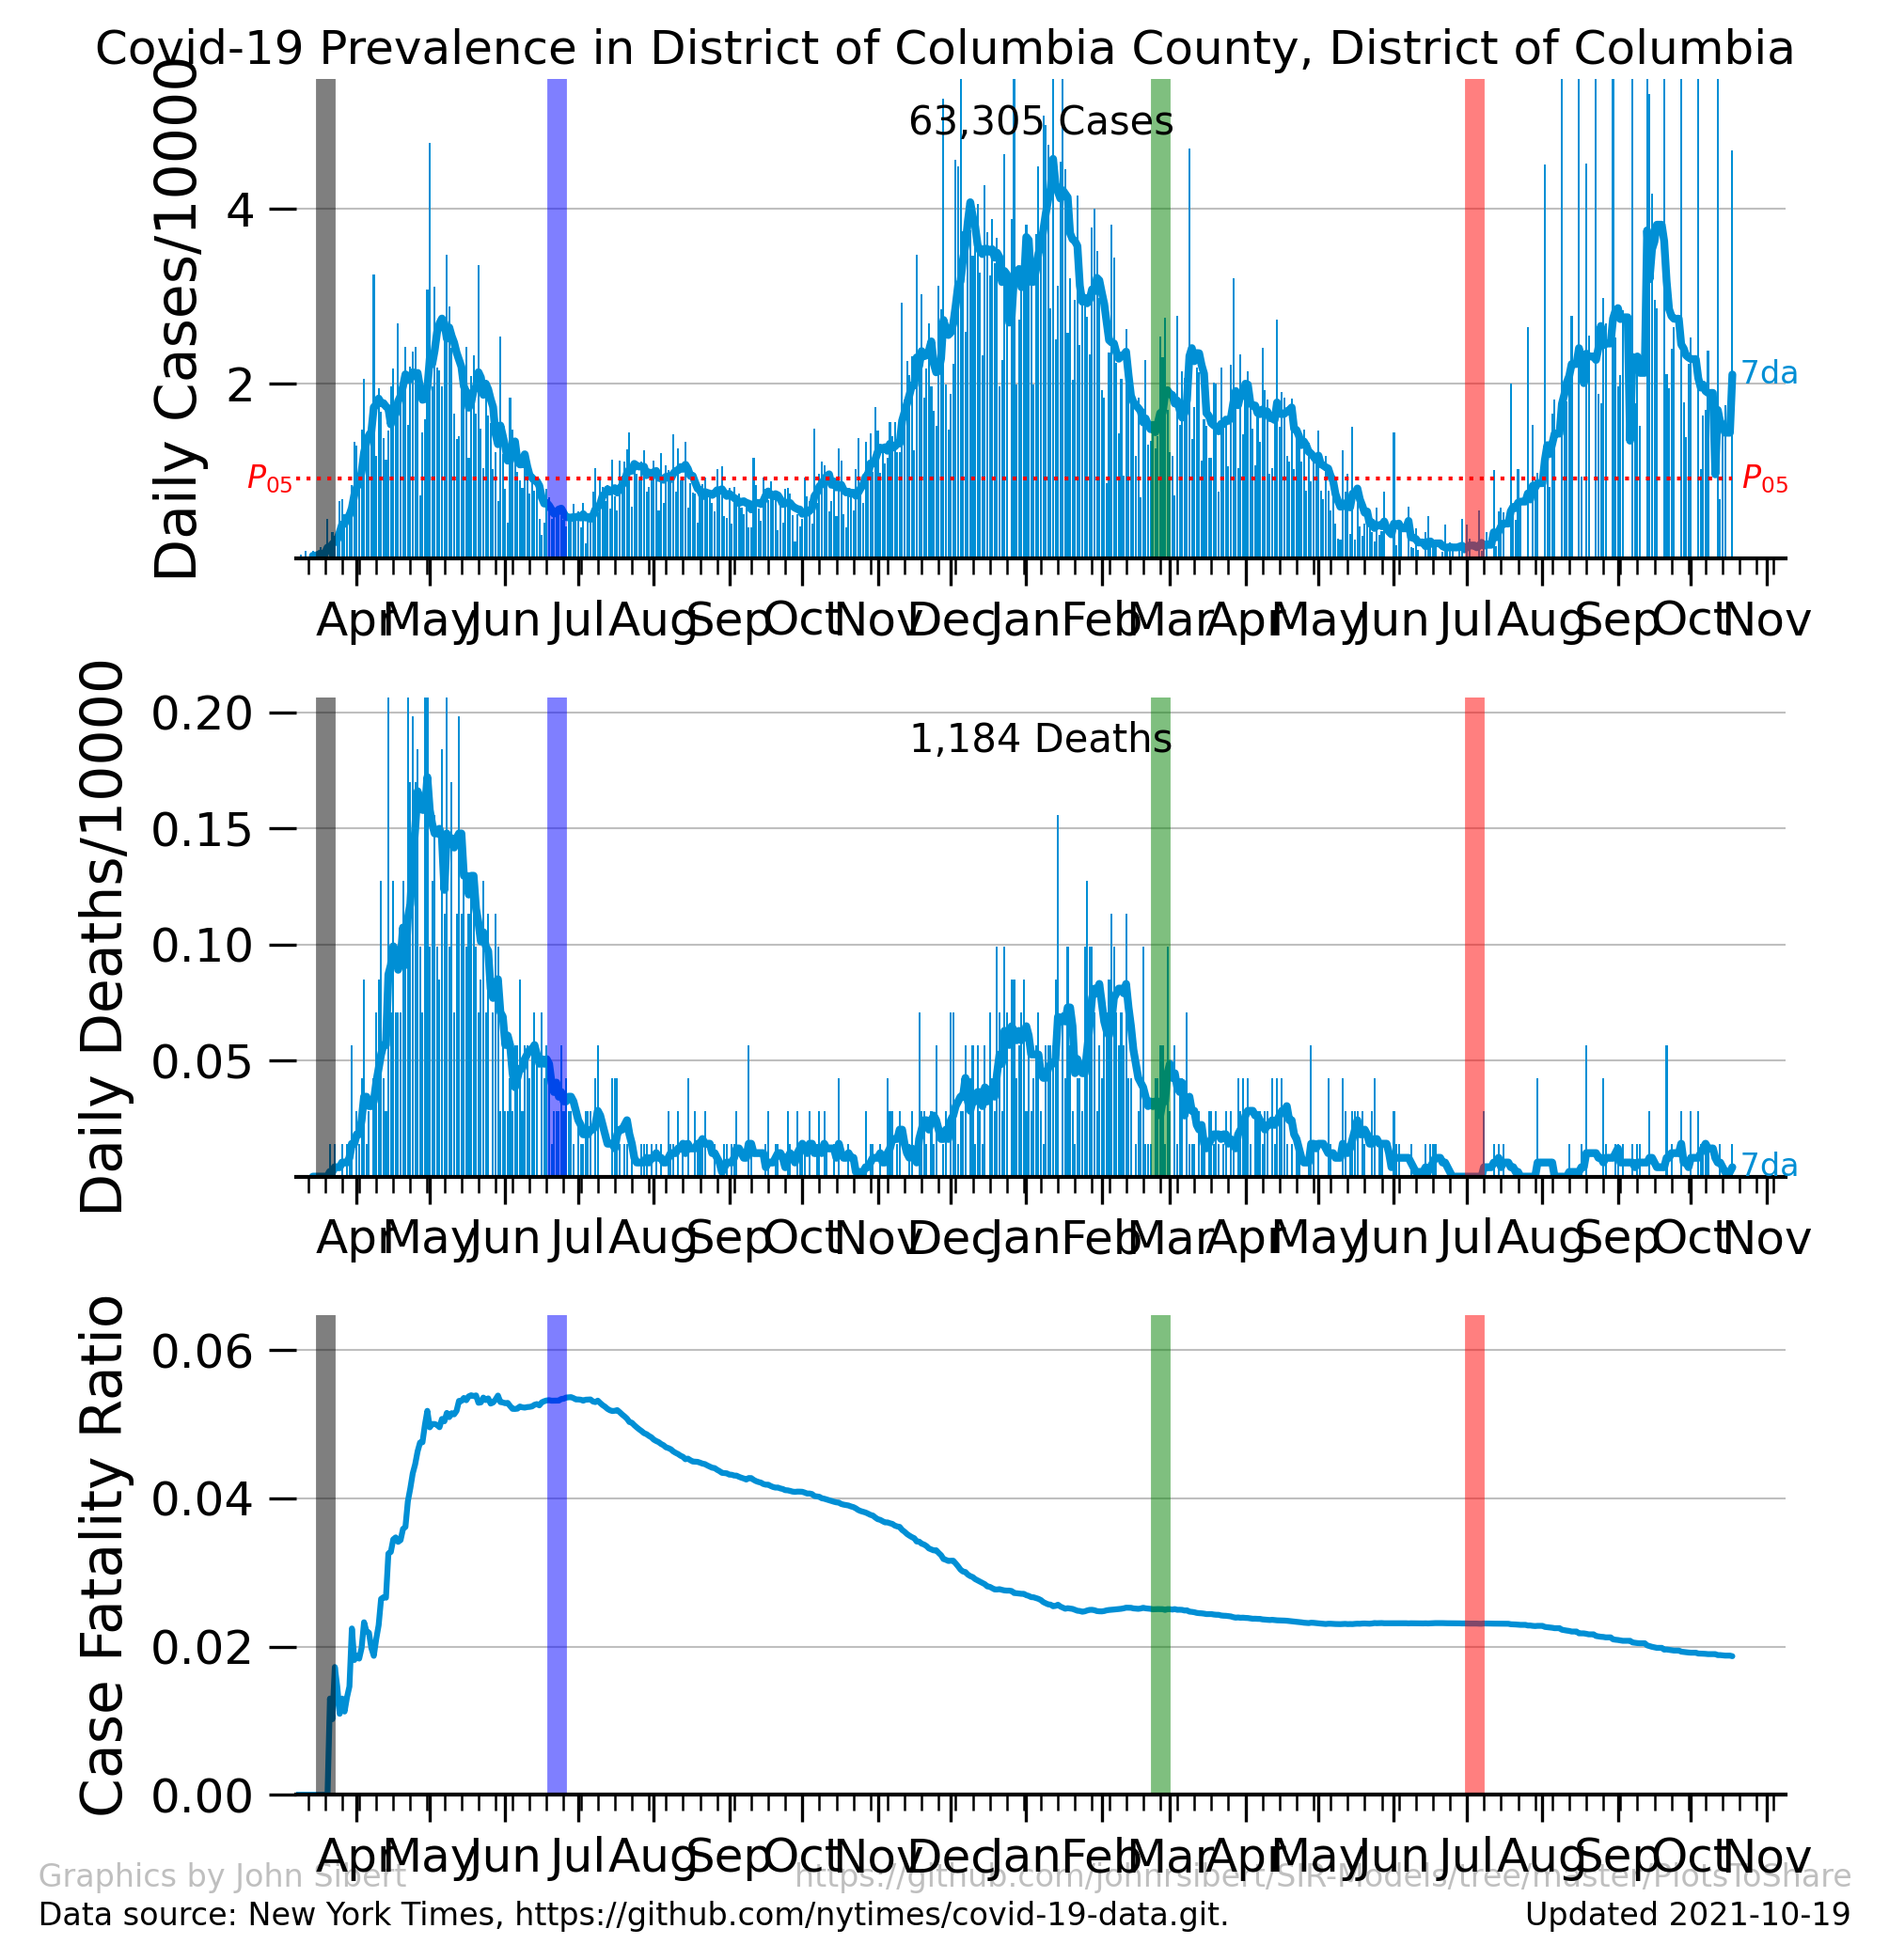 Covid-19 Prevalence in District of Columbia County, District of Columbia
Daily Cases/10000
63,305 Cases
4
2
7da
P05
P05
Apr May Jun Jul Aug Sep Oct Nov Dec Jan Feb Mar Apr May Jun Jul Aug Sep Oct Nov
Daily Deaths/10000
1,184 Deaths
0.20
0.15
0.10
0.05
7da
Apr May Jun Jul Aug Sep Oct Nov Dec Jan Feb Mar Apr May Jun Jul Aug Sep Oct Nov
Case Fatality Ratio
0.06
0.04
0.02
0.00
Apr May Jun Jul Aug Sep Oct Nov Dec Jan Feb Mar Apr May Jun Jul Aug Sep Oct Nov
Graphics by John Sibert https://github.com/johnrsibert/SIR-Models/tree/master/PlotsToShare
Data source: New York Times, https://github.com/nytimes/covid-19-data.git. Updated 2021-10-19